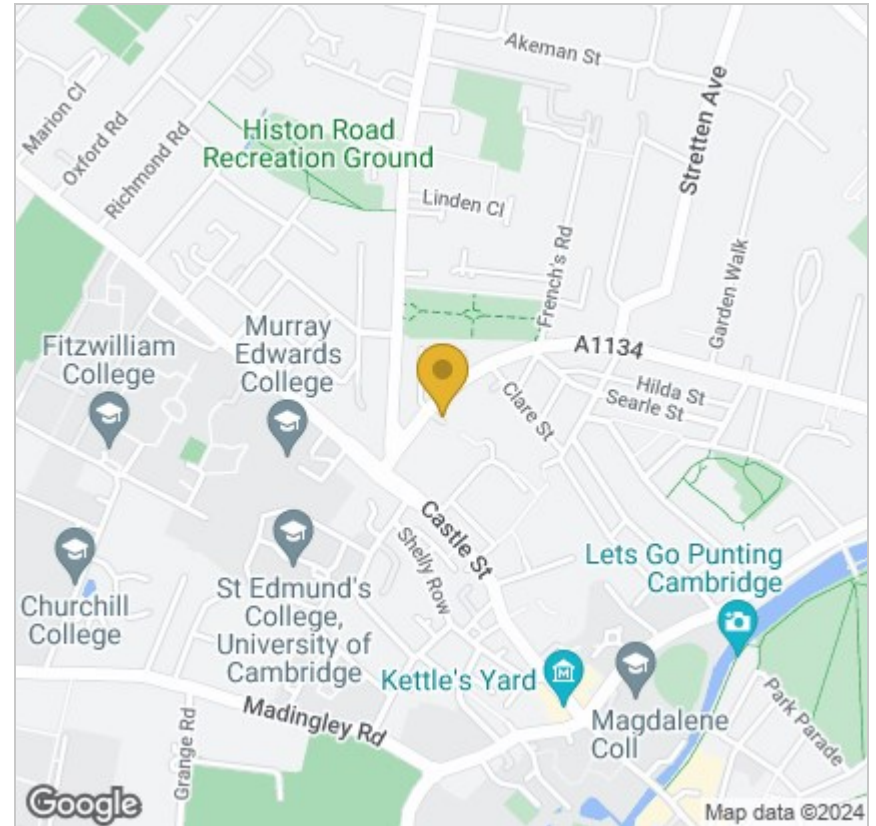 Akeman St
Stretten Ave
Marion Cl
Oxford Rd
Richmond Rd
Histon Road
Recreation Ground
Linden Cl
French's Rd
Garden Walk
Fitzwilliam
College
Murray
Edwards
College
A1134
Hilda St
Searle St
Clare St
Castle St
Shelly Row
Lets Go Punting
Cambridge
Churchill
College
St Edmund's
College,
University of
Cambridge
Kettle's Yard
M
Magdalene
Coll
Park Parade
Madingley Rd
Grange Rd
Google
Map data ©2024